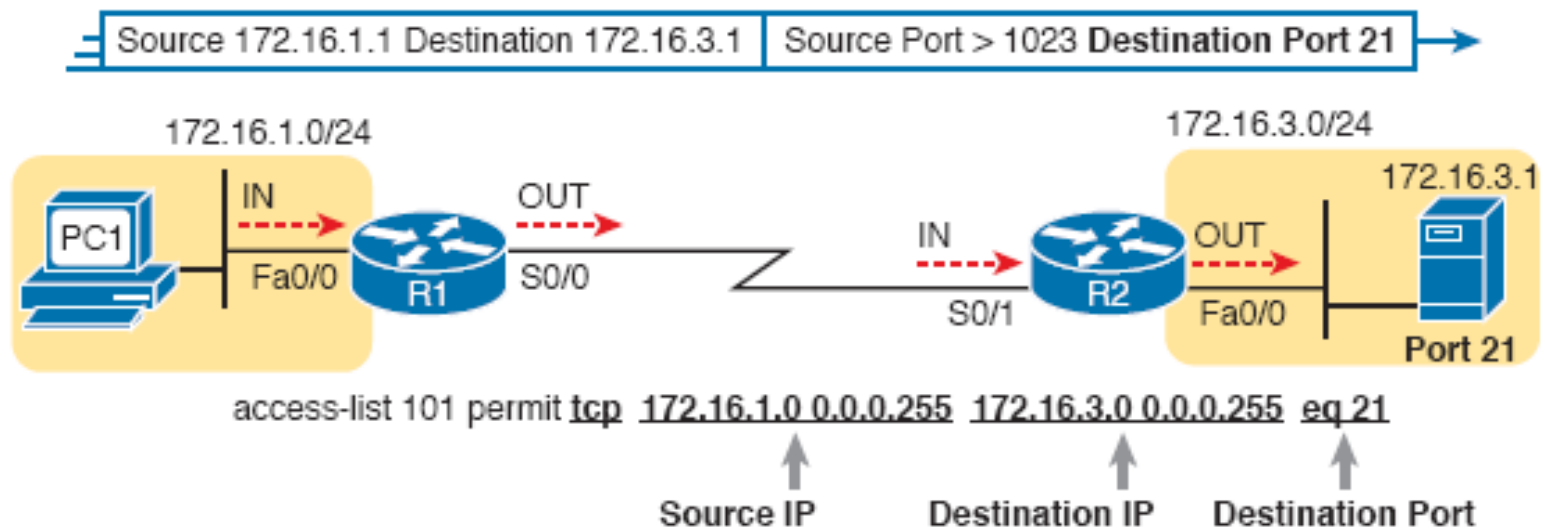 Source 172.16.1.1 Destination 172.16.3.1
Source Port > 1023 Destination Port 21
172.16.1.0/24
172.16.3.0/24
172.16.3.1
IN
OUT
IN
OUT
PC1
Fa0/0
R1
S0/0
S0/1
R2
Fa0/0
Port 21
access-list 101 permit tcp 172.16.1.0 0.0.0.255 172.16.3.0 0.0.0.255 eq 21
Source IP
Destination IP
Destination Port